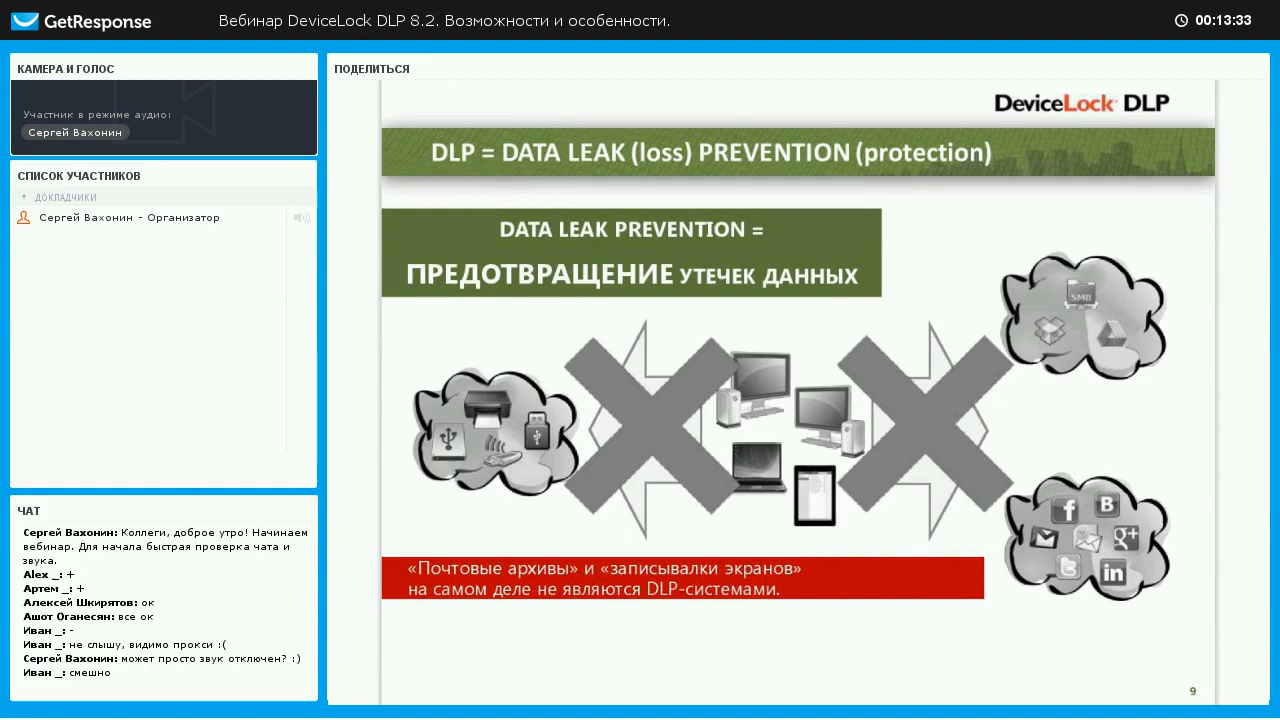 GetResponse
Вебинар DeviceLock DLP 8.2. Возможности и особенности.
00:13:33
КАМЕРА И ГОЛОС
Участник в режиме аудио:
Сергей Вахонин
СПИСОК УЧАСТНИКОВ
ДОКЛАДЧИКИ
Сергей Вахонин - Организатор
ЧАТ
Сергей Вахонин: Коллеги, доброе утро! Начинаем
вебинар. Для начала быстрая проверка чата и
звука.
Alex _: +
Артем _: +
Алексей Шкирятов: ок
Ашот Оганесян: все ок
Иван _: -
Иван _: не слышу, видимо прокси :(
Сергей Вахонин: может просто звук отключен? :)
Иван _: смешно
ПОДЕЛИТЬСЯ
DeviceLock DLP
DLP = DATA LEAK (loss) PREVENTION (protection)
DATA LEAK PREVENTION =
ПРЕДОТВРАЩЕНИЕ УТЕЧЕК ДАННЫХ
SMB
f
B
g+
in
«Почтовые архивы» и «записывалки экранов»
на самом деле не являются DLP-системами.
9